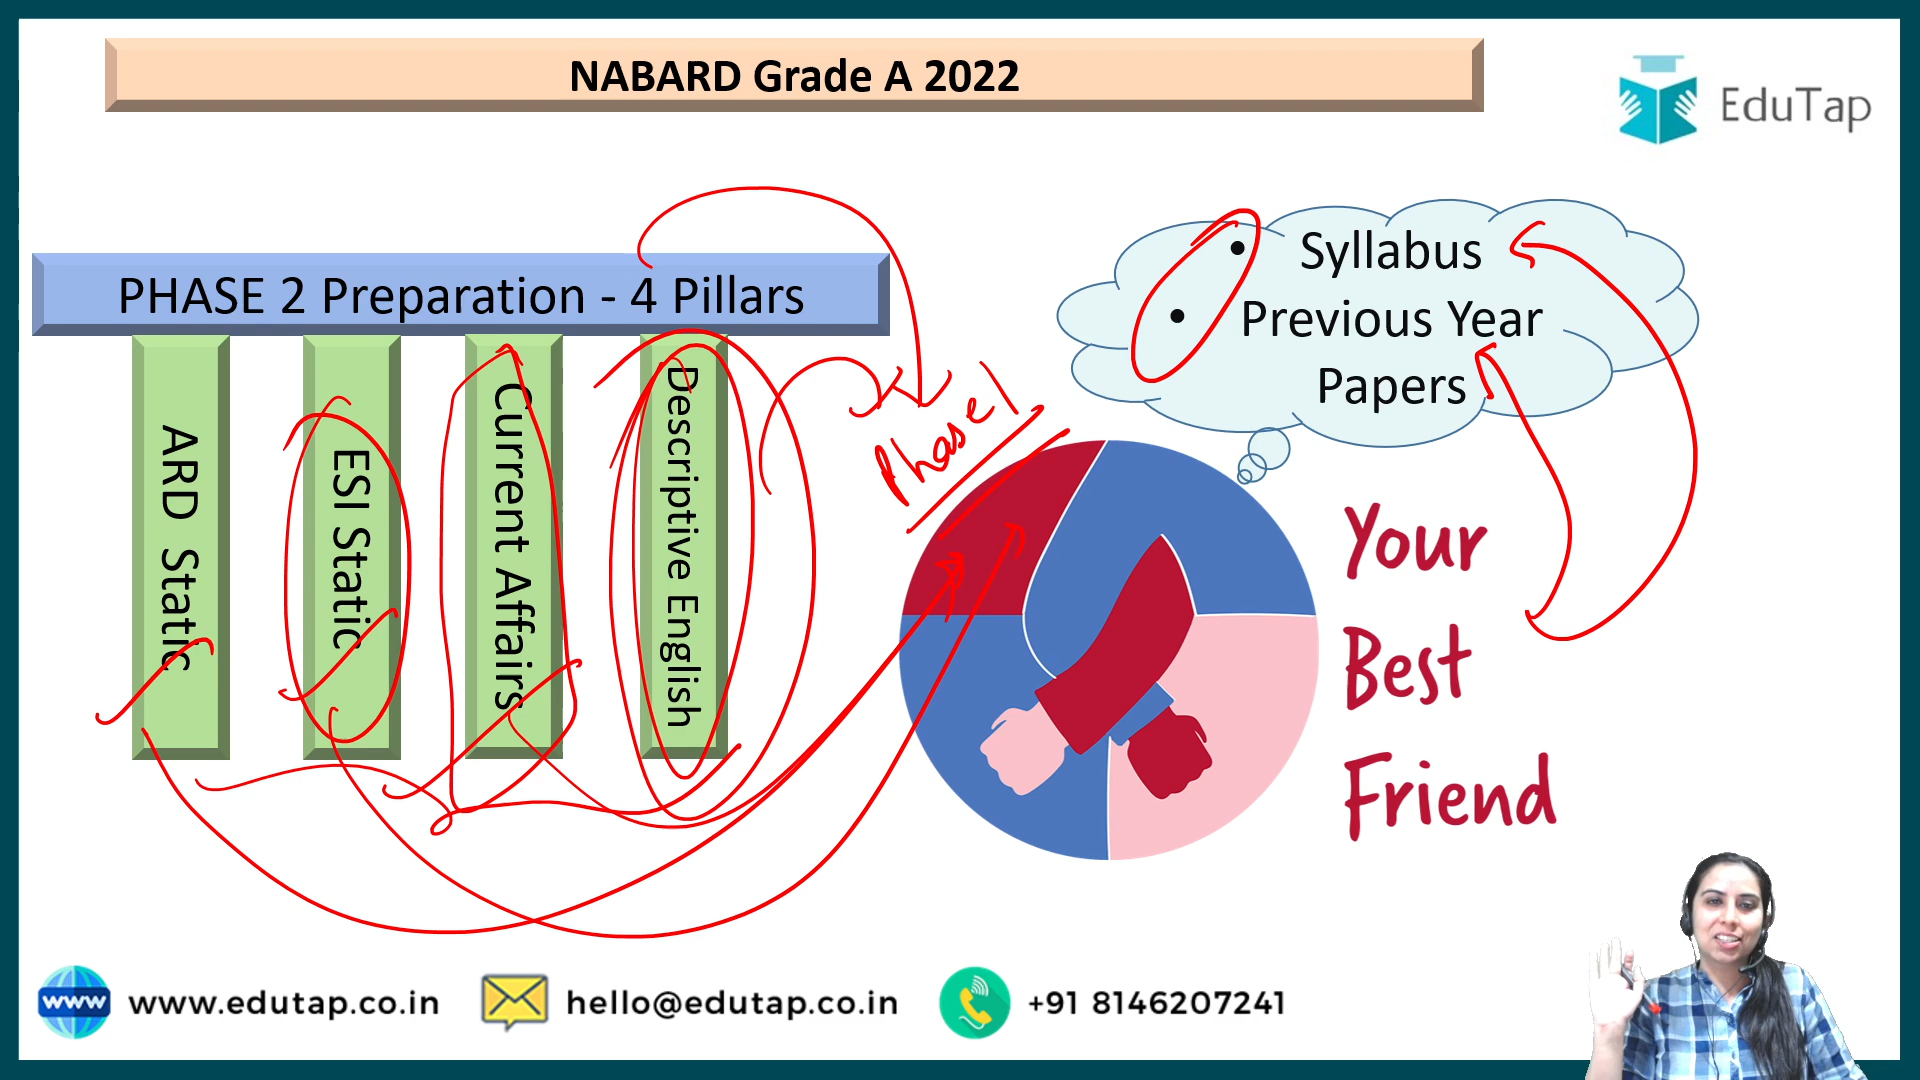 NABARD Grade A 2022
EduTap
PHASE 2 Preparation - 4 Pillars
ARD Static
ESI Static
Current Affairs
Descriptive English
Phase 1
• Syllabus
• Previous Year
Papers
Your
Best
Friend
www
www.edutap.co.in
hello@edutap.co.in
+91 8146207241